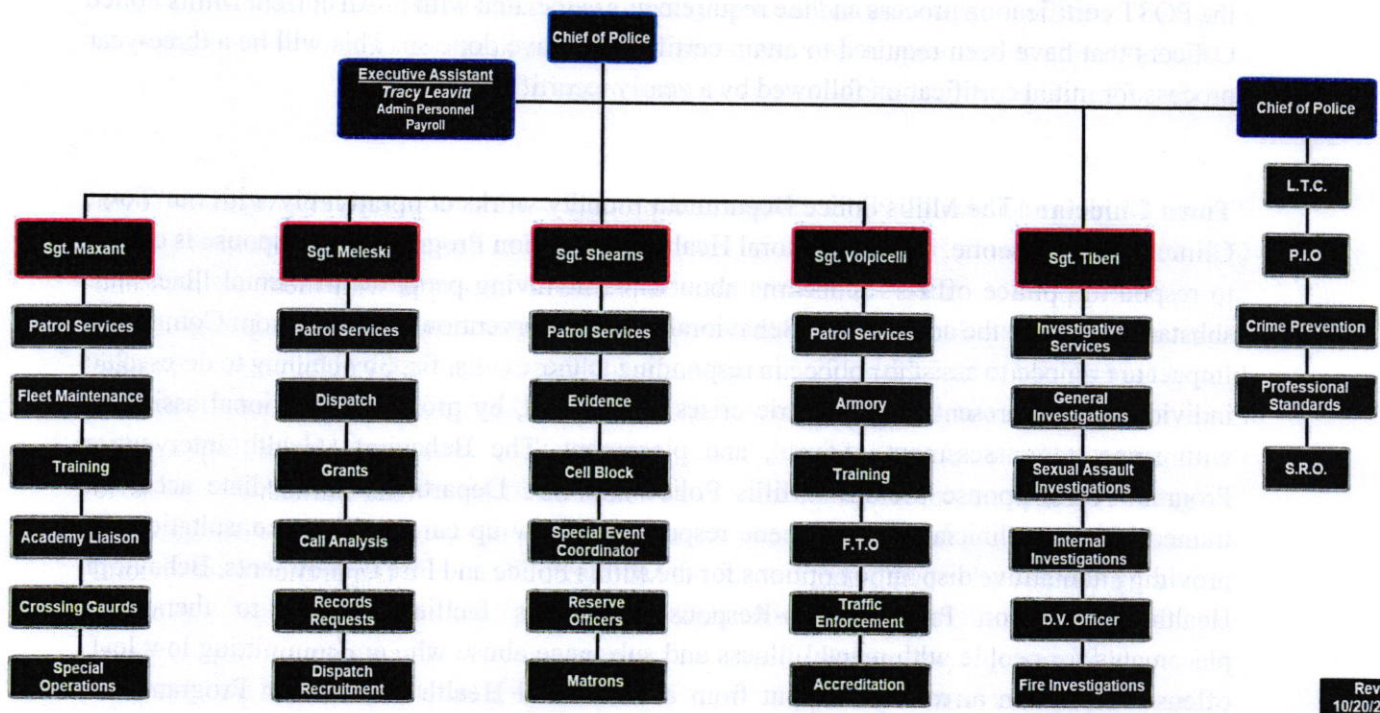 Chief of Police
Executive Assistant
Tracy Leavitt
Admin Personnel
Payroll
Sgt. Maxant
Patrol Services
Fleet Maintenance
Training
Academy Liaison
Crossing Gaurds
Special
Operations
Sgt. Meleski
Patrol Services
Dispatch
Grants
Call Analysis
Records
Requests
Dispatch
Recruitment
Sgt. Shearns
Patrol Services
Evidence
Cell Block
Special Event
Coordinator
Reserve
Officers
Matrons
Sgt. Volpicelli
Patrol Services
Armory
Training
F.T.O
Traffic
Enforcement
Accreditation
Sgt. Tiberi
Investigative
Services
General
Investigations
Sexual Assault
Investigations
Internal
Investigations
D.V. Officer
Fire Investigations
Chief of Police
L.T.C.
P.I.O
Crime Prevention
Professional
Standards
S.R.O.
Rev
10/20/2